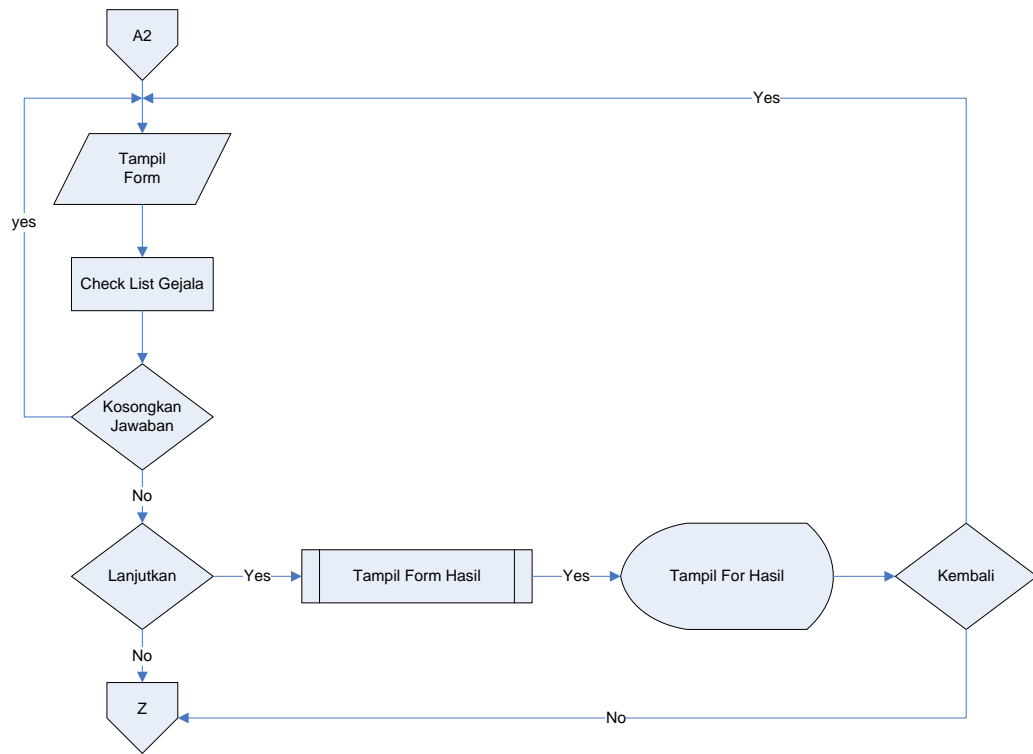 A2
Yes
Tampil
Form
yes
Check List Gejala
Kosongkan
Jawaban
No
Lanjutkan
Yes
Tampil Form Hasil
Yes
Tampil For Hasil
Kembali
No
Z
No